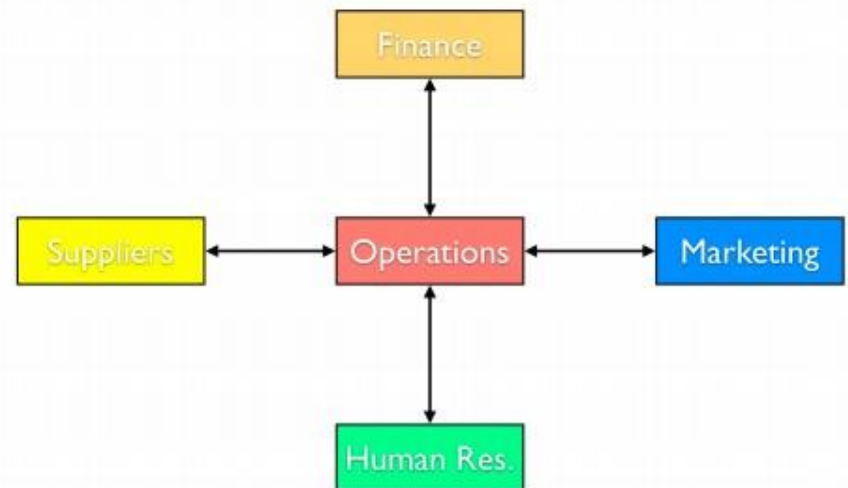 Finance
Suppliers
Operations
Marketing
Human Res.